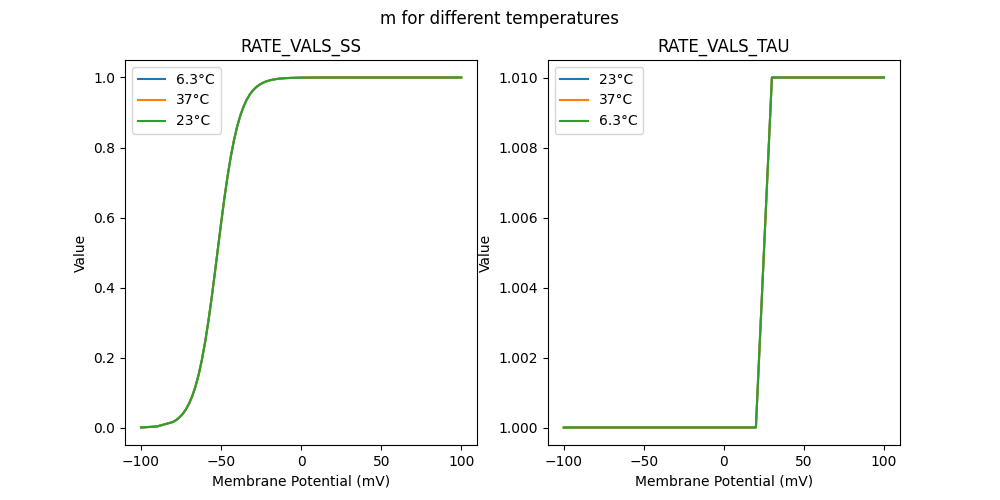 m for different temperatures
RATE_VALS_SS
1.0
0.8
0.6
0.4
0.2
0.0
Value
6.3°C
37°C
23°C
−100
−50
0
50
100
Membrane Potential (mV)
RATE_VALS_TAU
1.010
1.008
1.006
1.004
1.002
1.000
Value
23°C
37°C
6.3°C
−100
−50
0
50
100
Membrane Potential (mV)